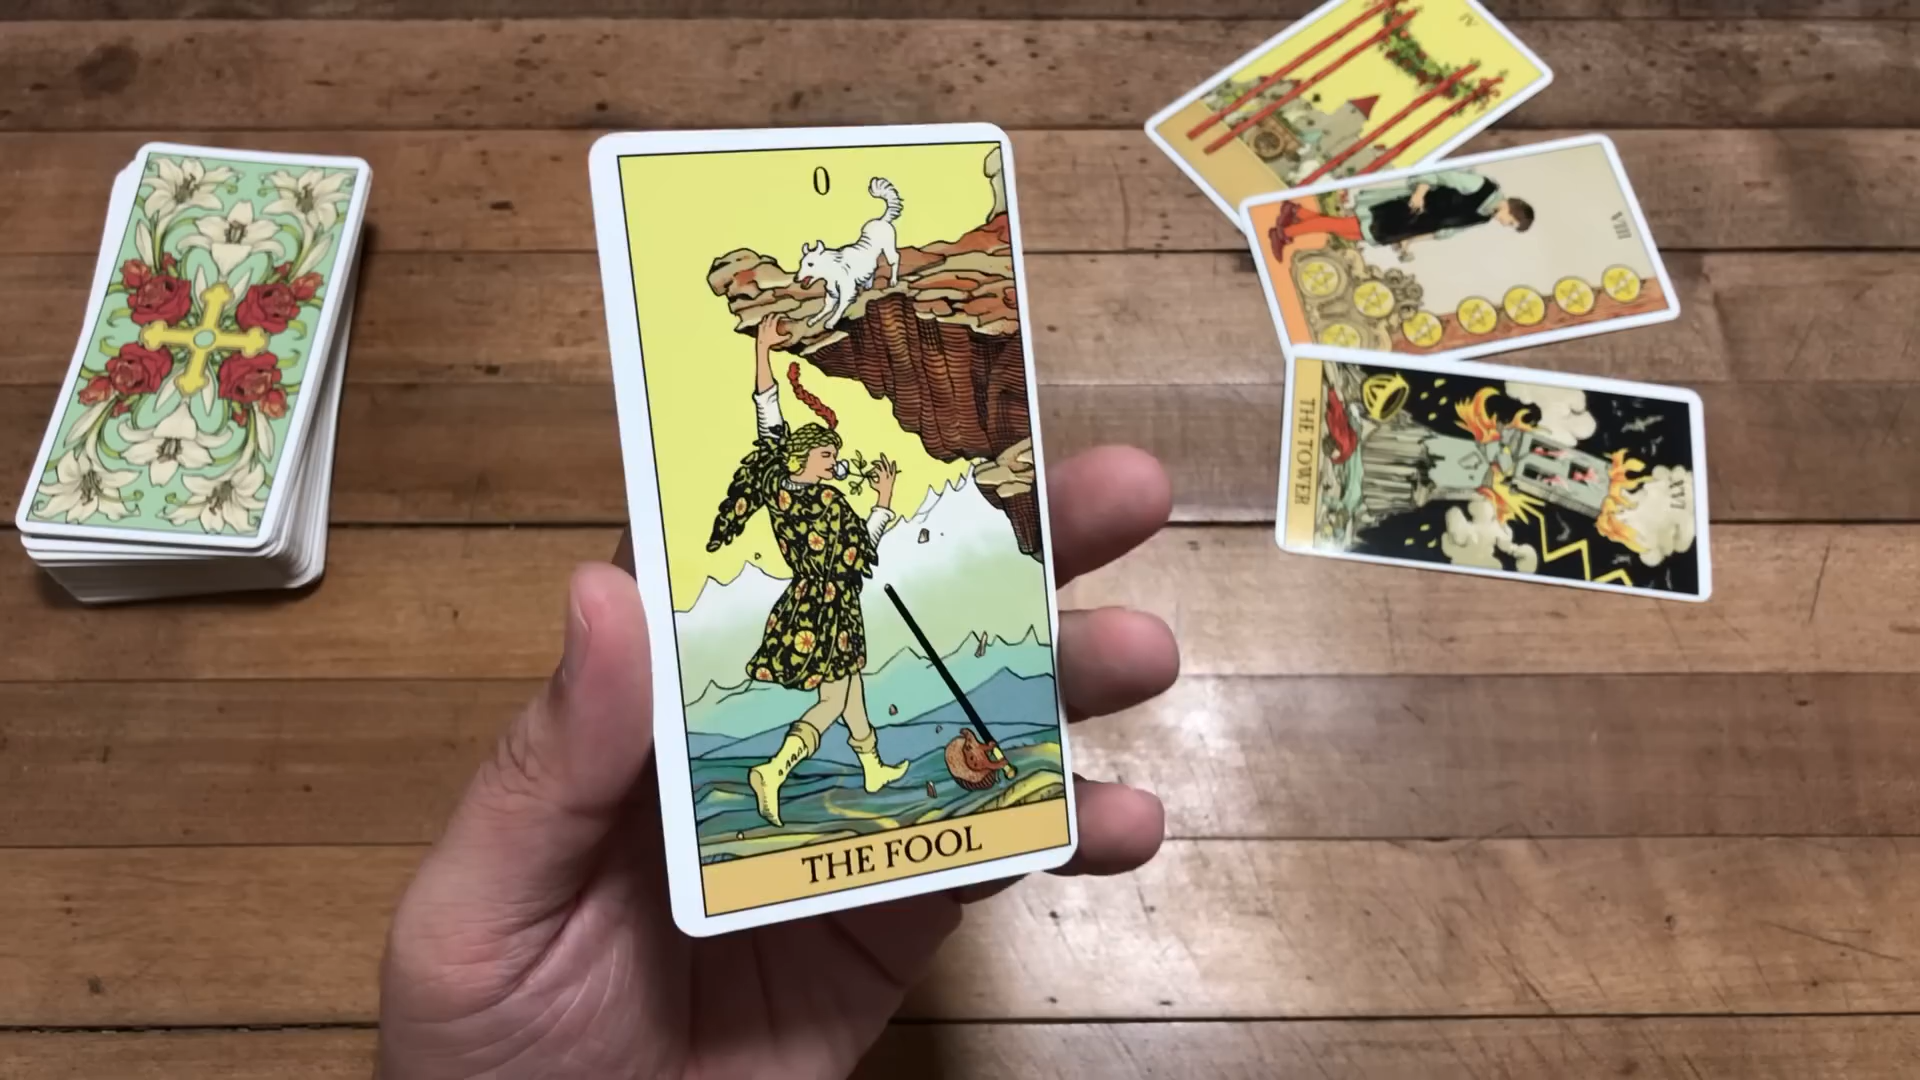 0
THE FOOL
IV
VIII
THE TOWER
XVI